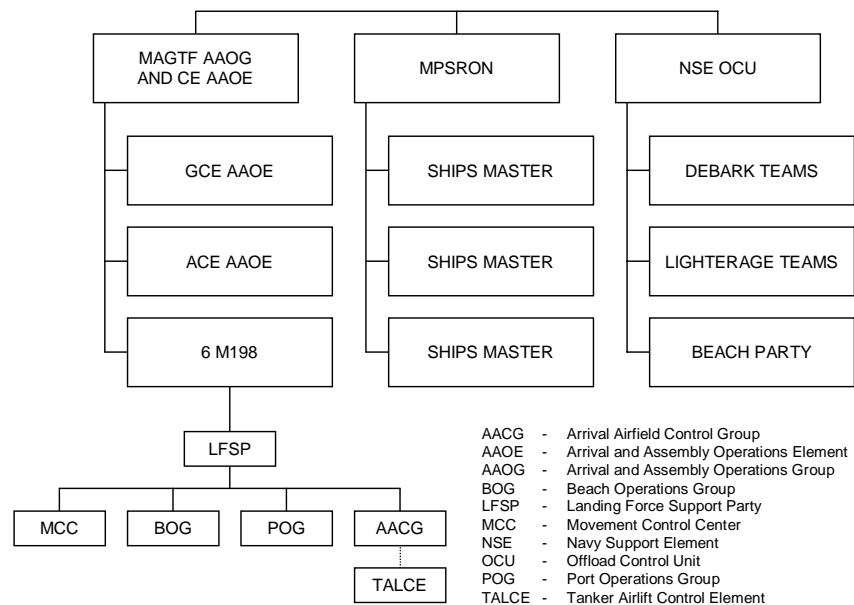 MAGTF AAOG
AND CE AAOE
MPSRON
NSE OCU
GCE AAOE
SHIPS MASTER
DEBARK TEAMS
ACE AAOE
SHIPS MASTER
LIGHTERAGE TEAMS
6 M198
SHIPS MASTER
BEACH PARTY
LFSP
MCC
BOG
POG
AACG
TALCE
AACG - Arrival Airfield Control Group
AAOE - Arrival and Assembly Operations Element
AAOG - Arrival and Assembly Operations Group
BOG - Beach Operations Group
LFSP - Landing Force Support Party
MCC - Movement Control Center
NSE - Navy Support Element
OCU - Offload Control Unit
POG - Port Operations Group
TALCE - Tanker Airlift Control Element